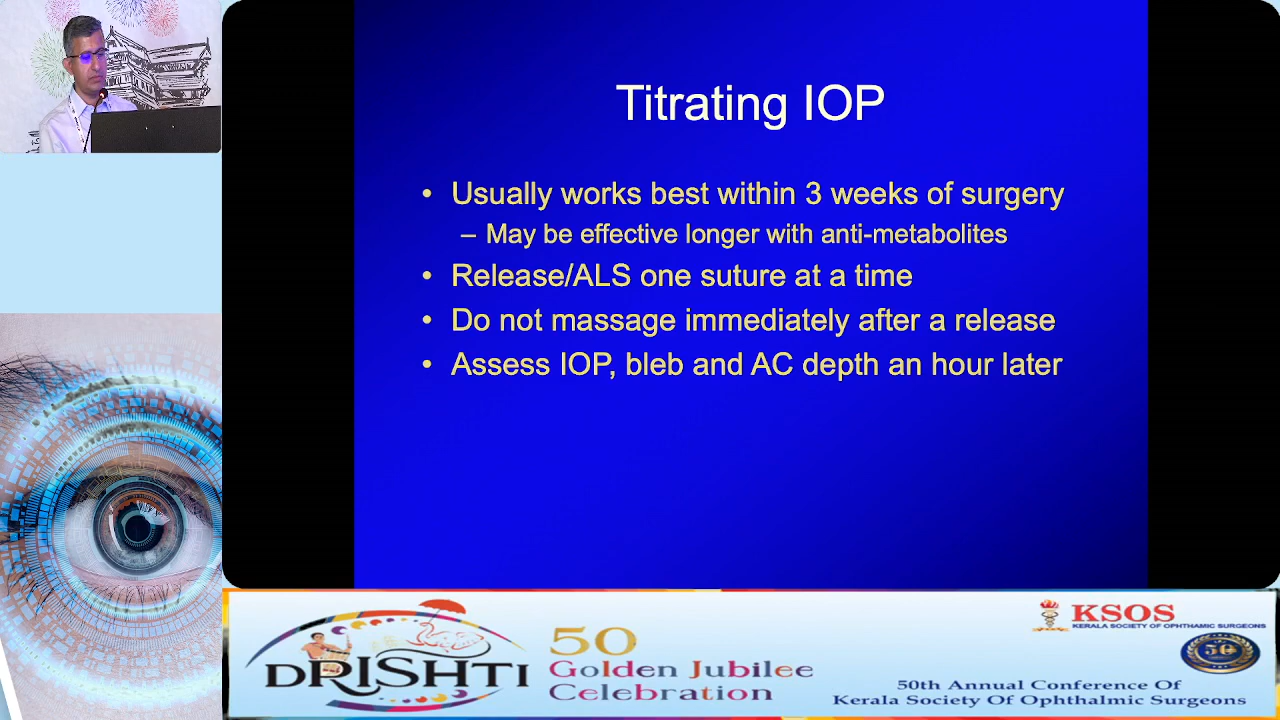 Titrating IOP
• Usually works best within 3 weeks of surgery
– May be effective longer with anti-metabolites
• Release/ALS one suture at a time
• Do not massage immediately after a release
• Assess IOP, bleb and AC depth an hour later
DRISHTI
50
Golden Jubilee
Celebration
KSOS
KERALA SOCIETY OF OPHTHAMIC SURGEONS
50
50th Annual Conference Of
Kerala Society Of Ophthalmic Surgeons